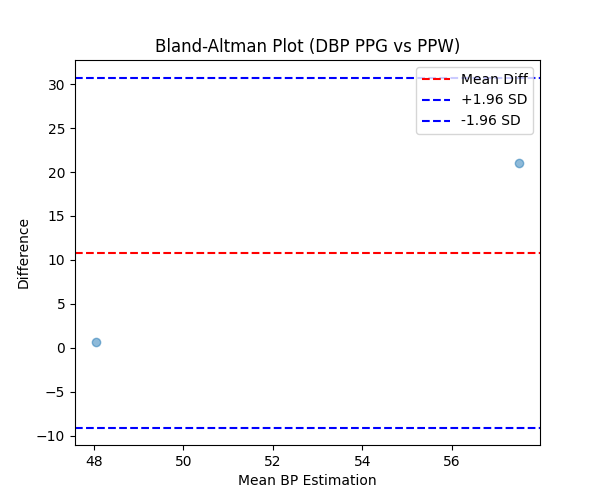 Bland-Altman Plot (DBP PPG vs PPW)
Mean Diff
+1.96 SD
-1.96 SD
Difference
30
25
20
15
10
5
0
−5
−10
48
50
52
54
56
Mean BP Estimation